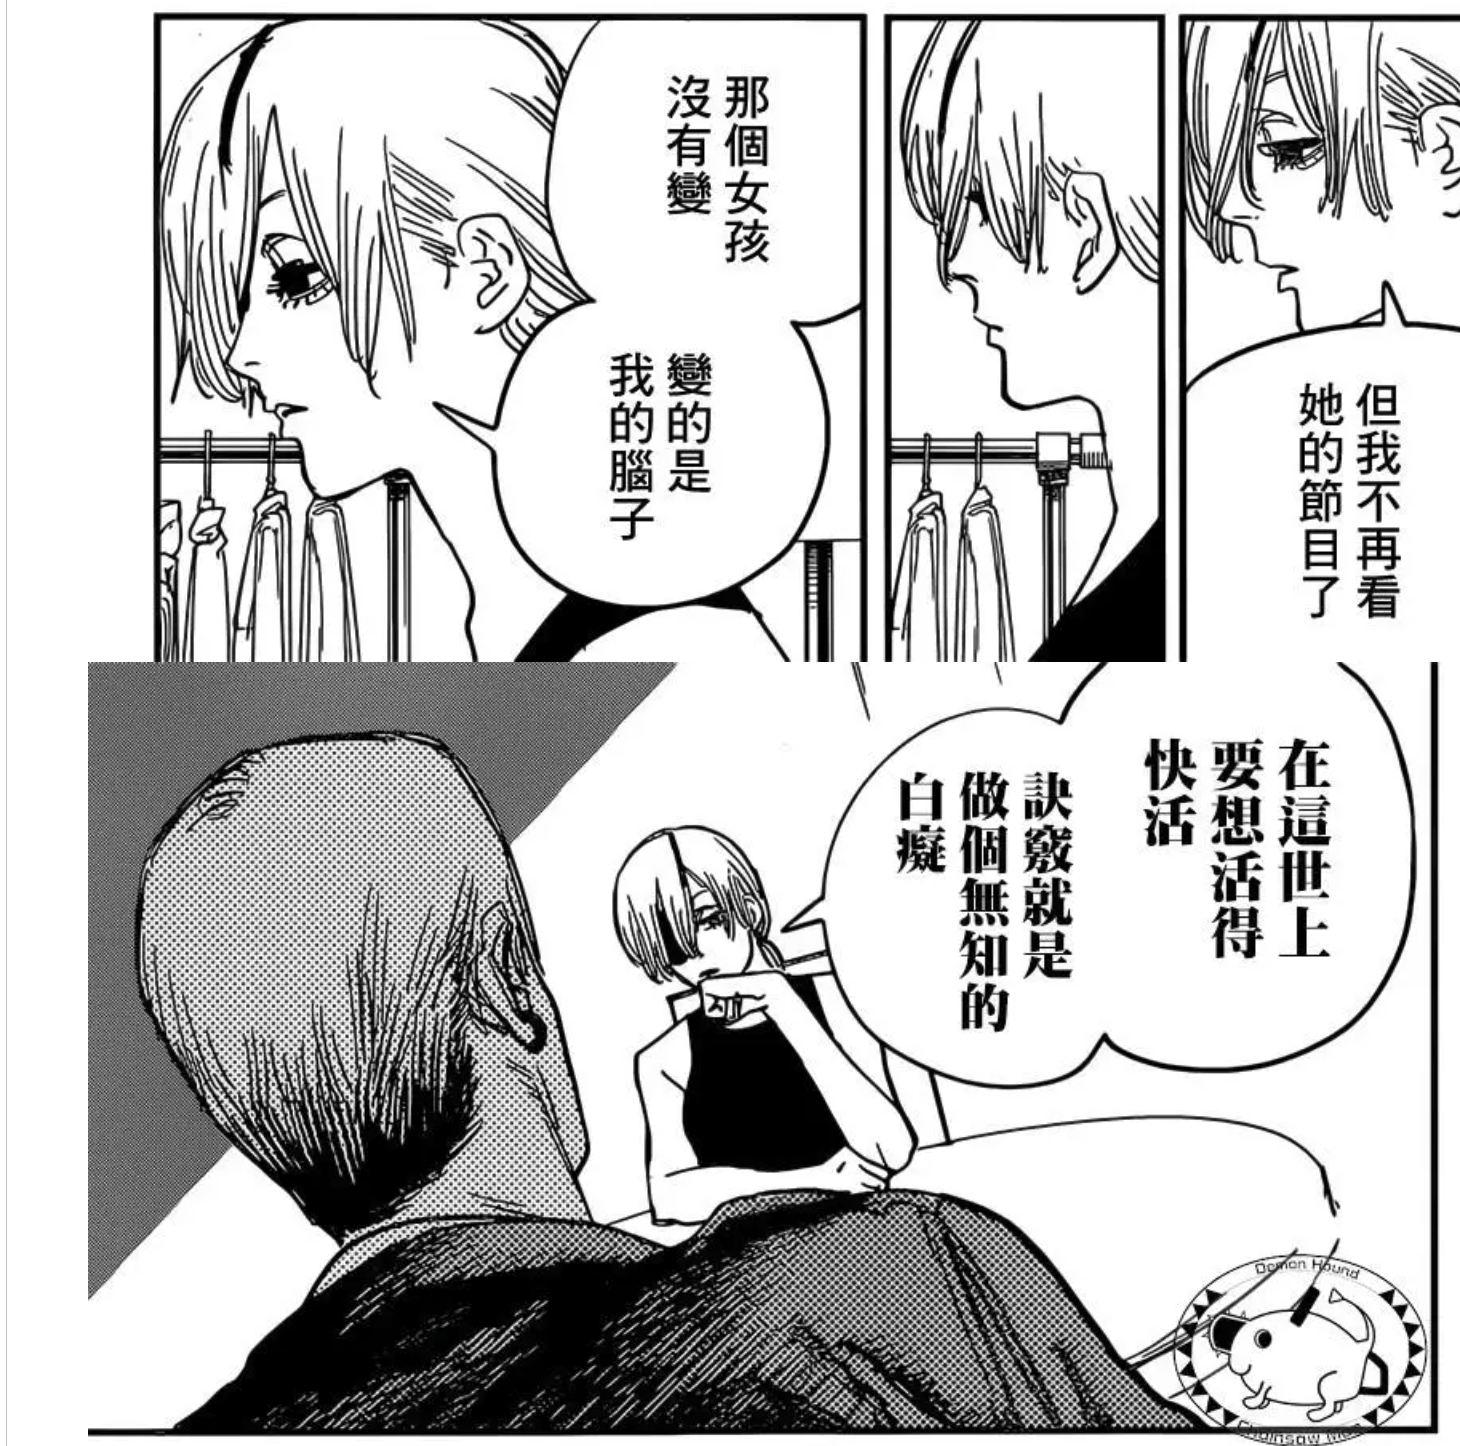 但我不再看
她的節目了
那個女孩
沒有變
變的是
我的腦子
在這世上
要想活得
快活
訣竅就是
做個無知的
白癡
Demon Hound
Chainsaw Man